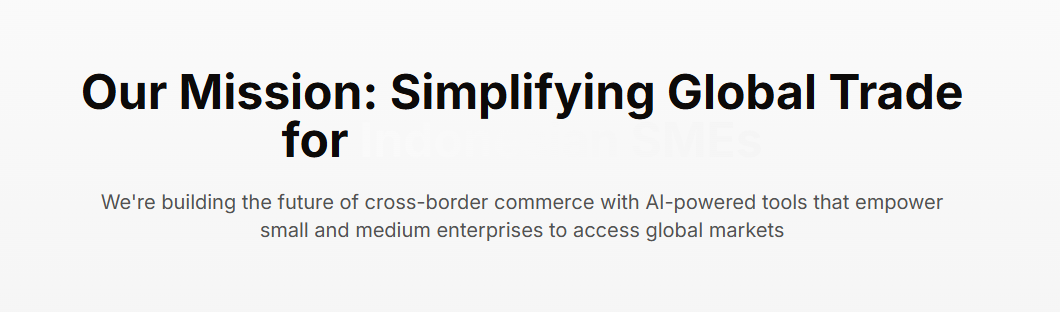 Our Mission: Simplifying Global Trade
for SMEs
We're building the future of cross-border commerce with AI-powered tools that empower
small and medium enterprises to access global markets